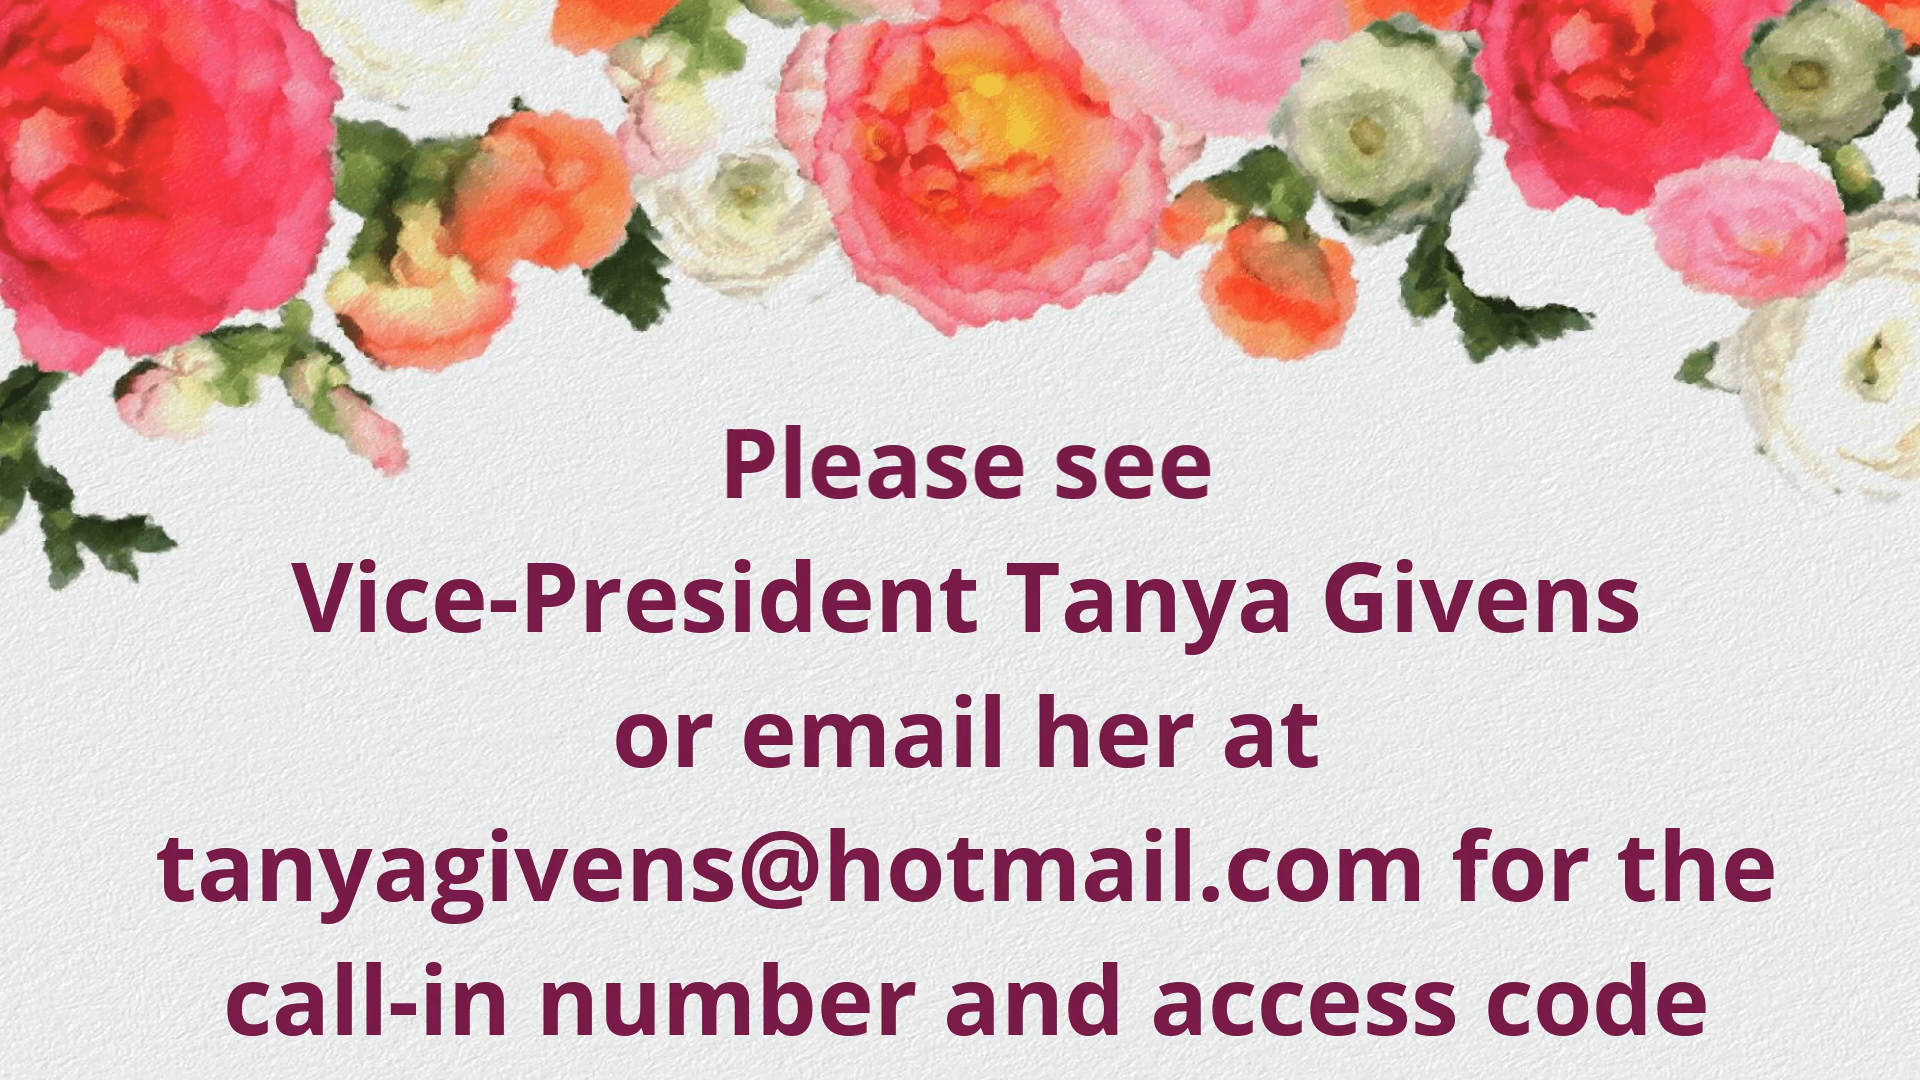 Please see
Vice-President Tanya Givens
or email her at
tanyagivens@hotmail.com for the
call-in number and access code